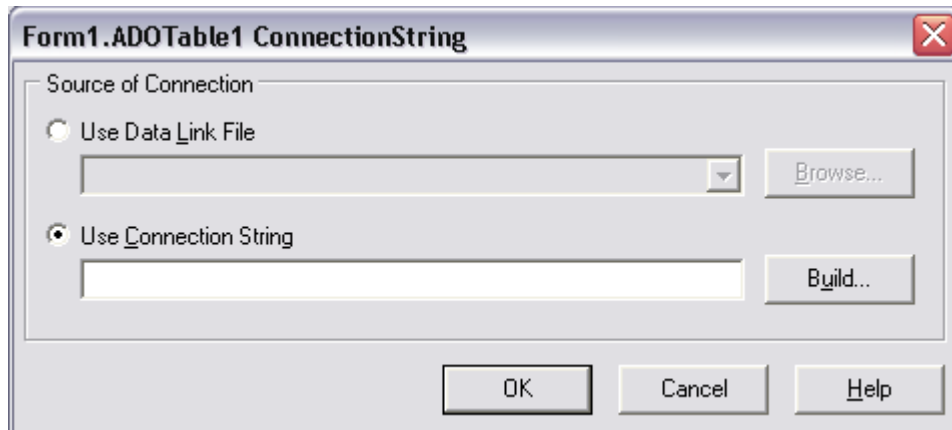 Form1.ADOTable1 ConnectionString
Source of Connection
Use Data Link File
Browse...
Use Connection String
Build...
OK Cancel Help